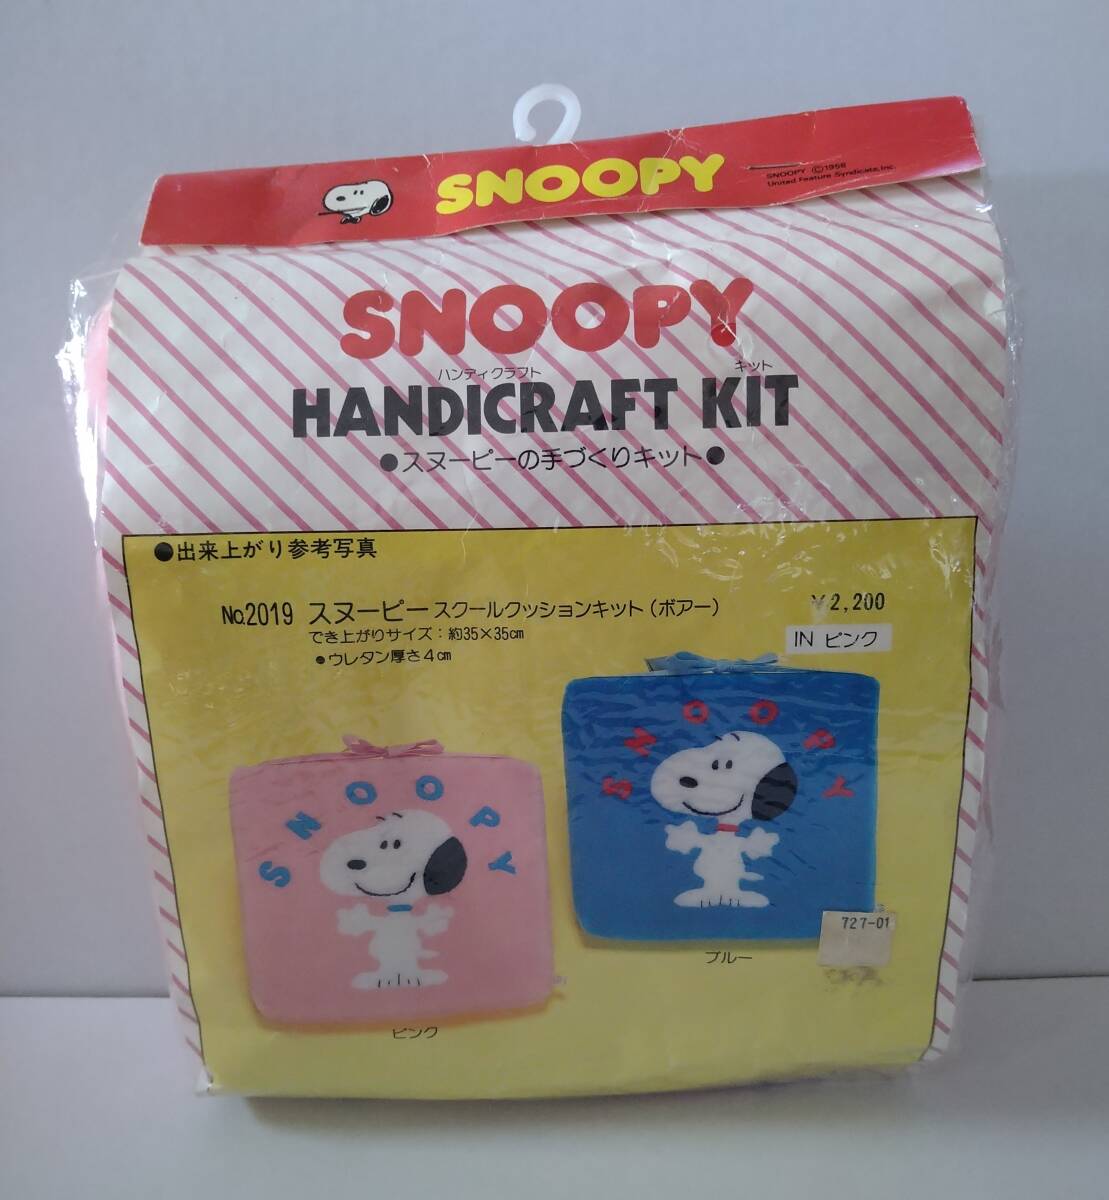 SNOOPY
SNOOPY ©1958
United Feature Syndicate, Inc.
SNOOPY
ハンディクラフト キット
HANDICRAFT KIT
●スヌーピーの手づくりキット●
●出来上がり参考写真
No.2019 スヌーピー スクールクッションキット(ボアー) ¥2,200
でき上がりサイズ:約35×35cm
●ウレタン厚さ4cm
IN ピンク
SNOOPY
SNOOPY
727-01
ブルー
ピンク